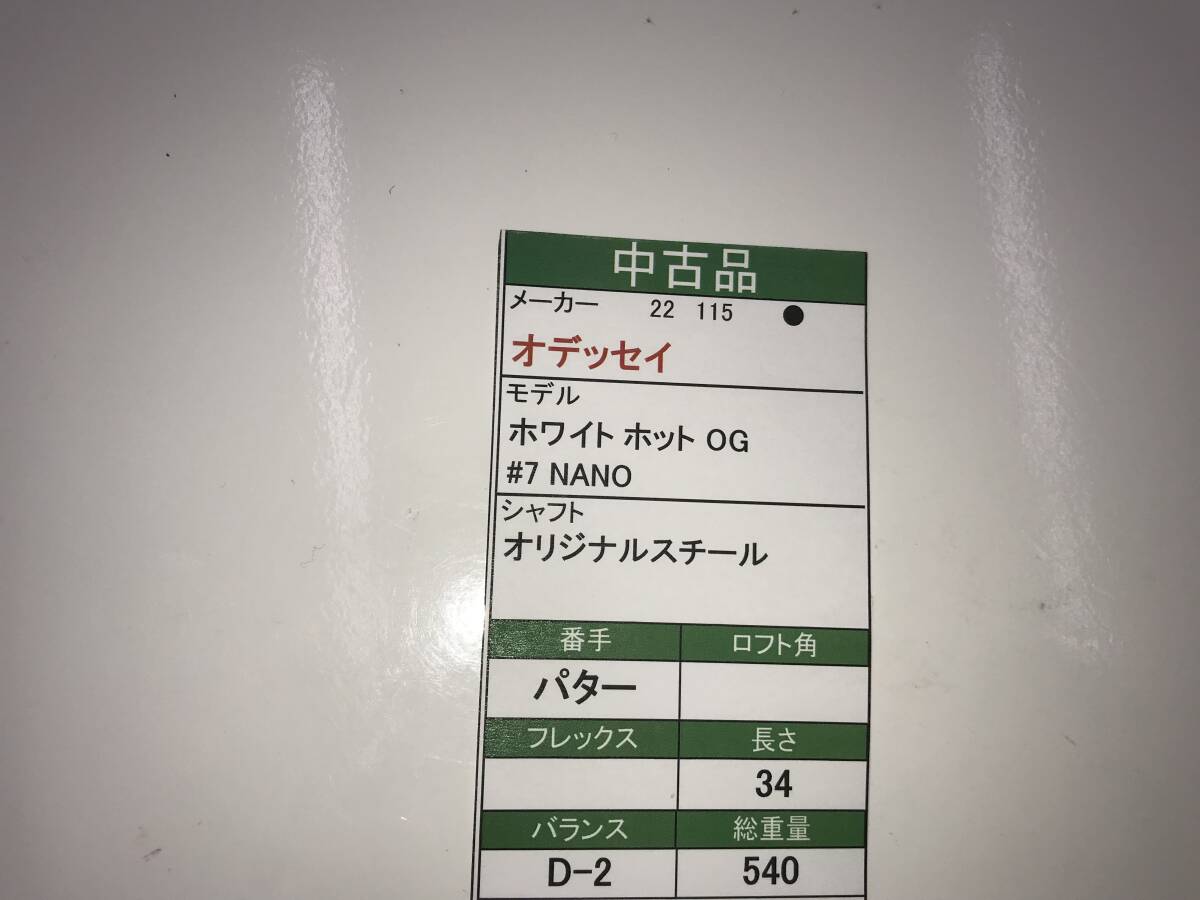 中古品
メーカー 22 115 ●
オデッセイ
モデル
ホワイト ホット OG
#7 NANO
シャフト
オリジナルスチール
番手 ロフト角
パター
フレックス 長さ
34
バランス 総重量
D-2 540